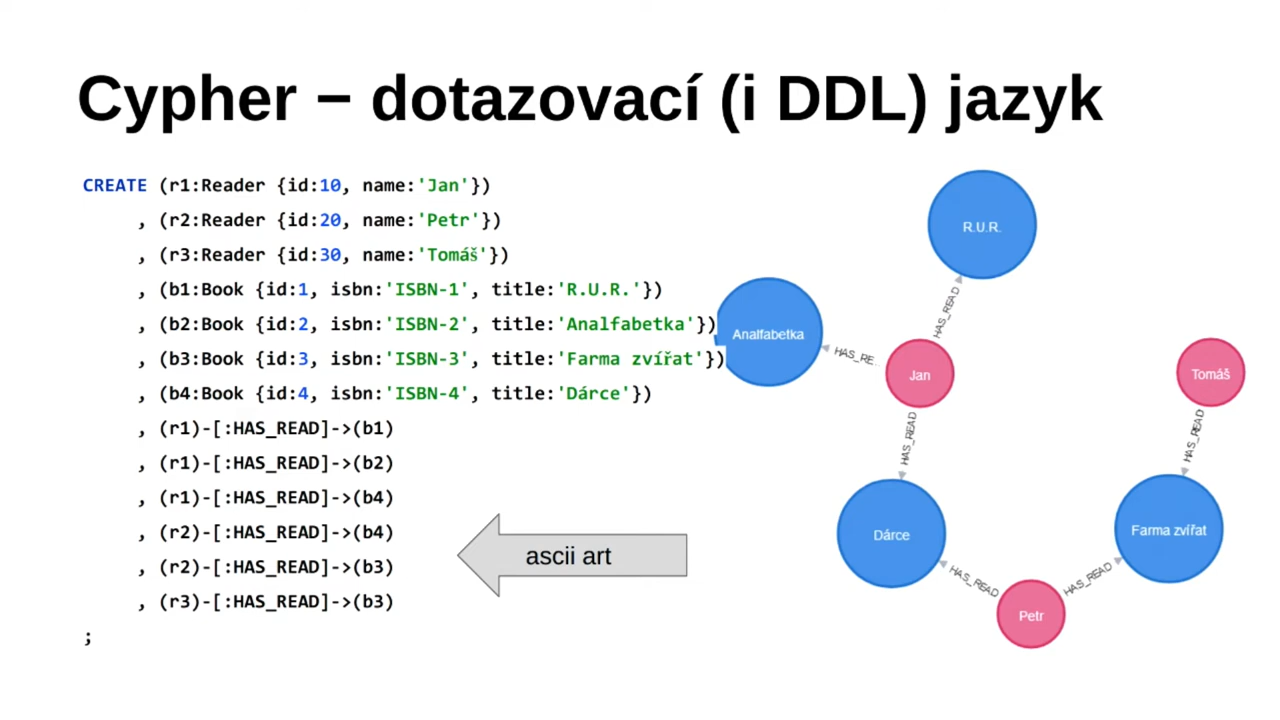 Cypher – dotazovací (i DDL) jazyk
CREATE (r1:Reader {id:10, name:'Jan'})
, (r2:Reader {id:20, name:'Petr'})
, (r3:Reader {id:30, name:'Tomáš'})
, (b1:Book {id:1, isbn:'ISBN-1', title:'R.U.R.'})
, (b2:Book {id:2, isbn:'ISBN-2', title:'Analfabetka'})
, (b3:Book {id:3, isbn:'ISBN-3', title:'Farma zvířat'})
, (b4:Book {id:4, isbn:'ISBN-4', title:'Dárce'})
, (r1)-[:HAS_READ]->(b1)
, (r1)-[:HAS_READ]->(b2)
, (r1)-[:HAS_READ]->(b4)
, (r2)-[:HAS_READ]->(b4)
, (r2)-[:HAS_READ]->(b3)
, (r3)-[:HAS_READ]->(b3)
;
ascii art
R.U.R.
HAS_READ
Analfabetka
HAS_RE...
Jan
Tomáš
HAS_READ
HAS_READ
Dárce
Farma zvířat
HAS_READ
HAS_READ
Petr